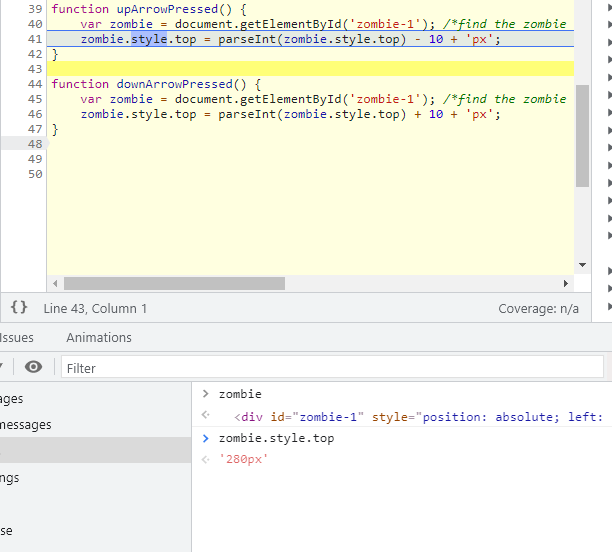 39 function upArrowPressed() {
40 var zombie = document.getElementById('zombie-1'); /*find the zombie
41 zombie.style.top = parseInt(zombie.style.top) - 10 + 'px';
42 }
43
44 function downArrowPressed() {
45 var zombie = document.getElementById('zombie-1'); /*find the zombie
46 zombie.style.top = parseInt(zombie.style.top) + 10 + 'px';
47 }
48
49
50
{} Line 43, Column 1 Coverage: n/a
Issues Animations
Filter
ages
messages
ngs
se
> zombie
<div id="zombie-1" style="position: absolute; left:
> zombie.style.top
'280px'